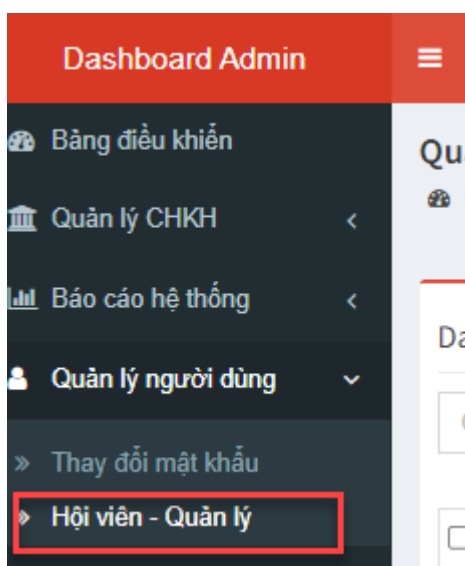 Dashboard Admin
Bảng điều khiển
Quản lý CHKH
Báo cáo hệ thống
Quản lý người dùng
Thay đổi mật khẩu
Hội viên - Quản lý